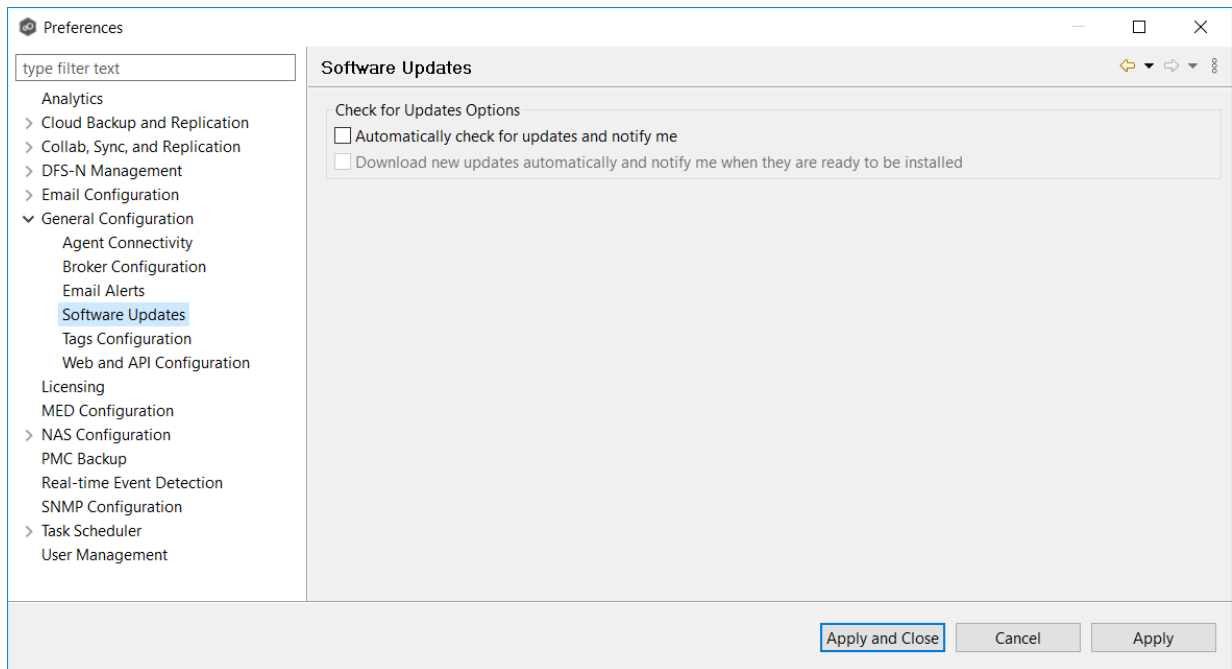 Preferences
type filter text
Analytics
Cloud Backup and Replication
Collab, Sync, and Replication
DFS-N Management
Email Configuration
General Configuration
Agent Connectivity
Broker Configuration
Email Alerts
Software Updates
Tags Configuration
Web and API Configuration
Licensing
MED Configuration
NAS Configuration
PMC Backup
Real-time Event Detection
SNMP Configuration
Task Scheduler
User Management
Software Updates
Check for Updates Options
Automatically check for updates and notify me
Download new updates automatically and notify me when they are ready to be installed
Apply and Close Cancel Apply